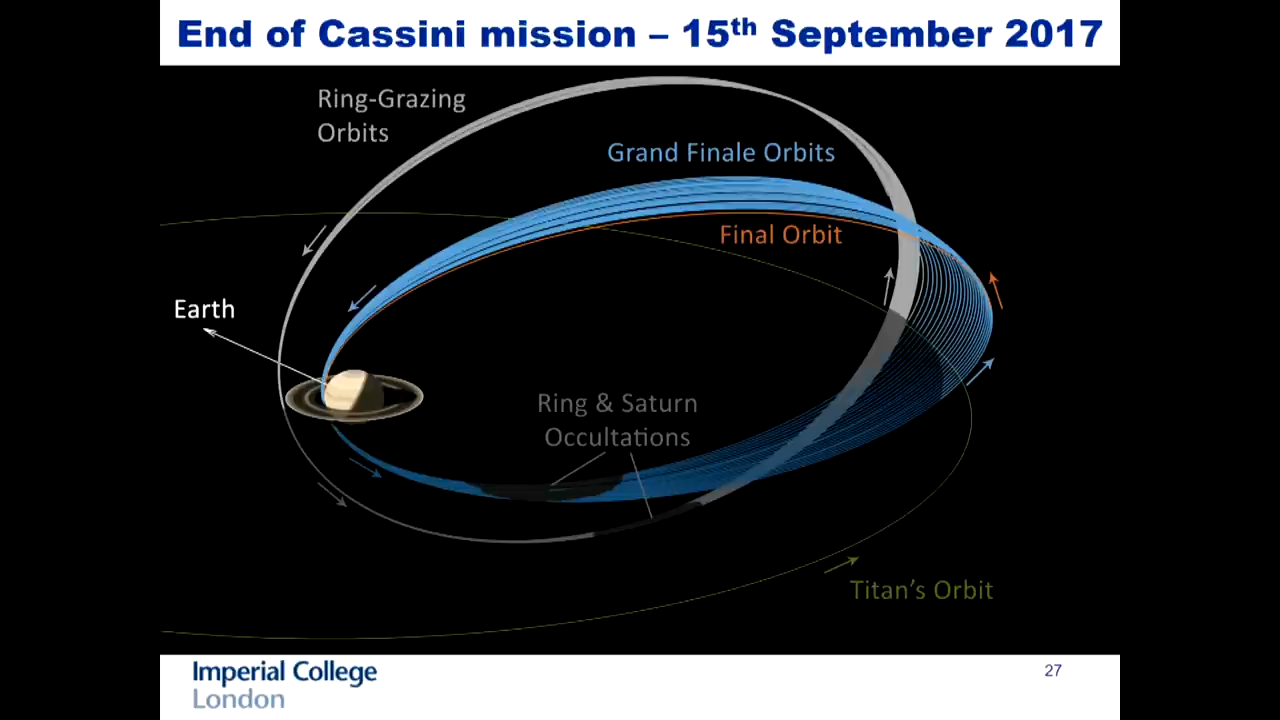 End of Cassini mission – 15th September 2017
Ring-Grazing
Orbits
Grand Finale Orbits
Final Orbit
Earth
Ring & Saturn
Occultations
Titan’s Orbit
Imperial College
London
27